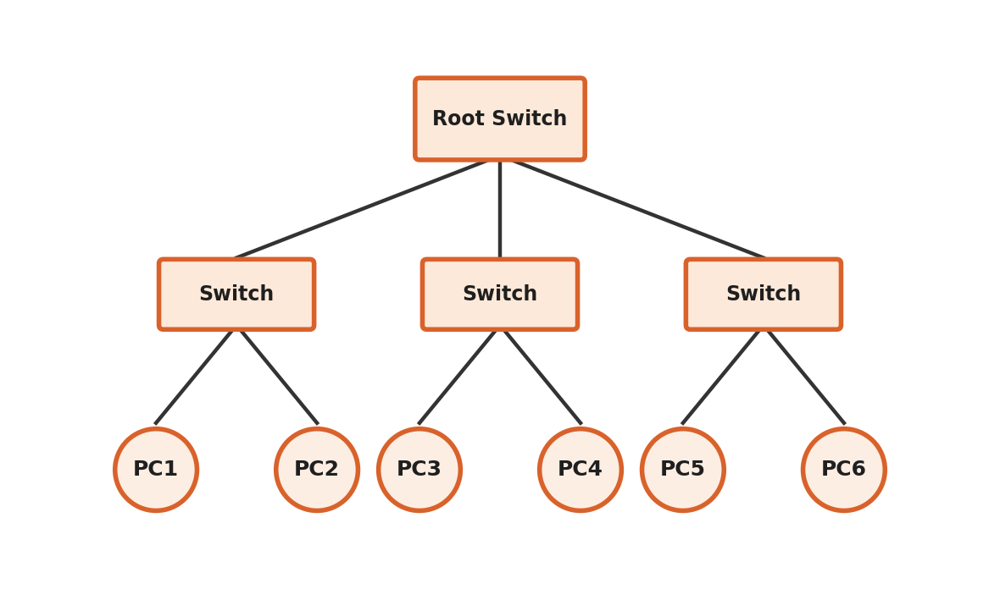 Root Switch
Switch
Switch
Switch
PC1
PC2
PC3
PC4
PC5
PC6